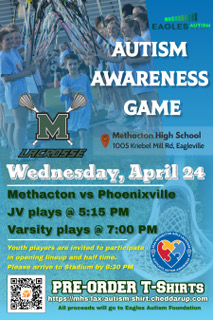 EAGLES AUTISM
AUTISM
AWARENESS
GAME
M
LACROSSE
Methacton High School
1005 Kriebel Mill Rd, Eagleville
Wednesday, April 24
Methacton vs Phoenixville
JV plays @ 5:15 PM
Varsity plays @ 7:00 PM
Youth players are invited to participate
in opening lineup and half time.
Please arrive to Stadium by 6:30 PM
PRE-ORDER T-SHIRTS
https://mhs-lax-autism-shirt.cheddarup.com
All proceeds will go to Eagles Autism Foundation